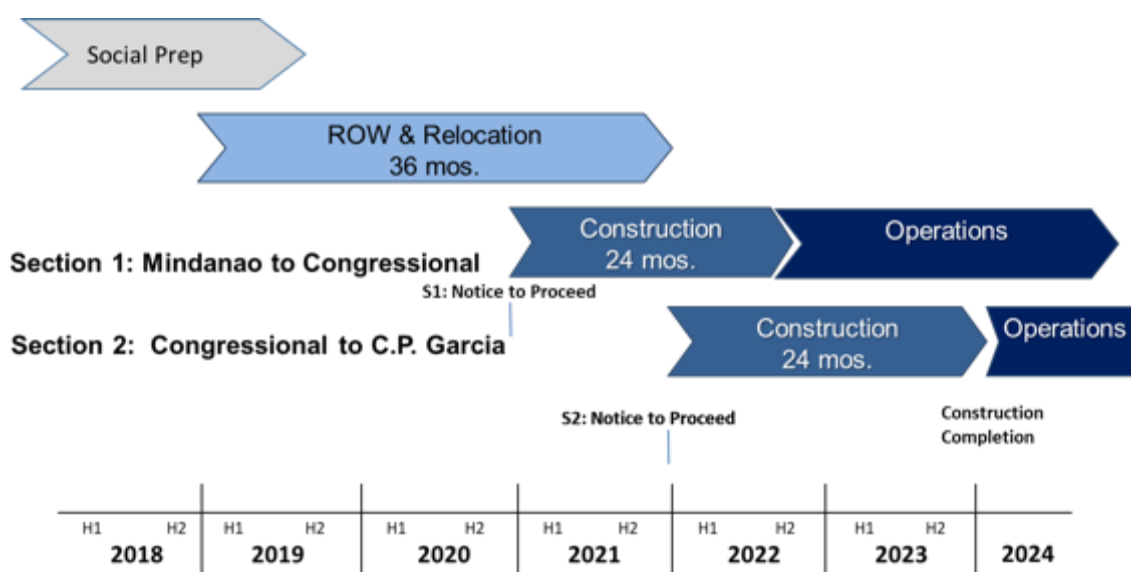 Social Prep
ROW & Relocation
36 mos.
Construction
24 mos.
Operations
Section 1: Mindanao to Congressional
S1: Notice to Proceed
Construction
24 mos.
Operations
Section 2: Congressional to C.P. Garcia
S2: Notice to Proceed
Construction
Completion
H1 H2 H1 H2 H1 H2 H1 H2 H1 H2 H1 H2
2018 2019 2020 2021 2022 2023 2024